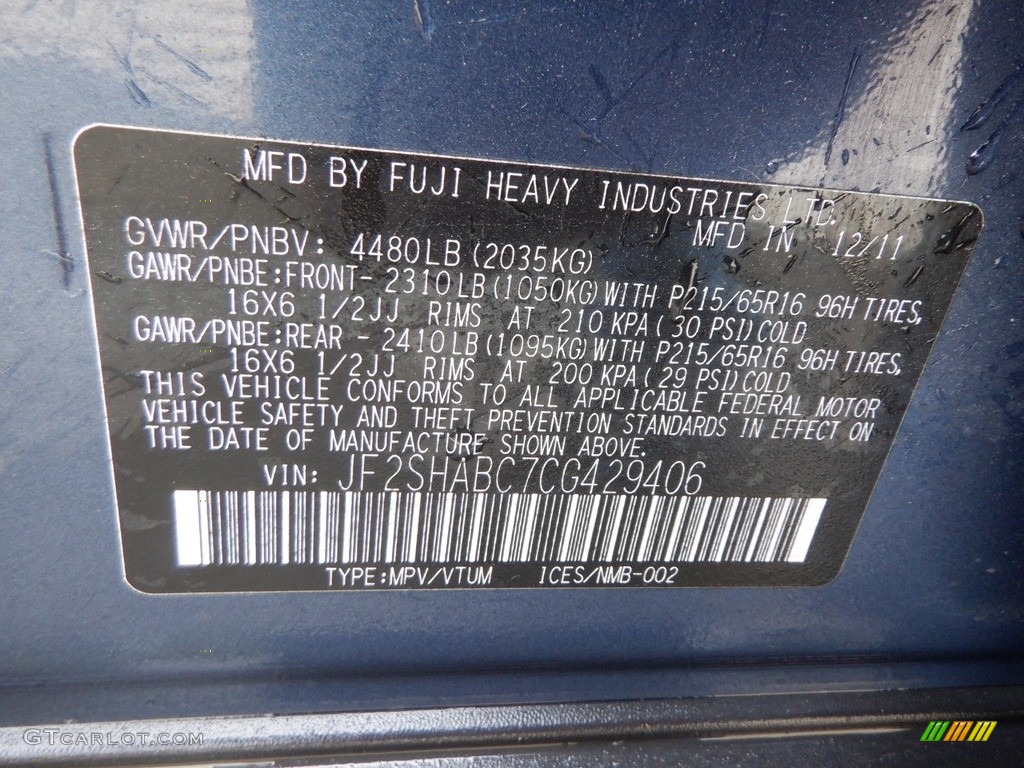 MFD BY FUJI HEAVY INDUSTRIES LTD.
MFD IN 12/11
GVWR/PNBV: 4480LB (2035KG)
GAWR/PNBE:FRONT- 2310LB (1050KG) WITH P215/65R16 96H TIRES,
16X6 1/2JJ RIMS AT 210 KPA ( 30 PSI) COLD
GAWR/PNBE:REAR - 2410LB (1095KG) WITH P215/65R16 96H TIRES,
16X6 1/2JJ RIMS AT 200 KPA ( 29 PSI) COLD
THIS VEHICLE CONFORMS TO ALL APPLICABLE FEDERAL MOTOR
VEHICLE SAFETY AND THEFT PREVENTION STANDARDS IN EFFECT ON
THE DATE OF MANUFACTURE SHOWN ABOVE.
VIN: JF2SHABC7CG429406
TYPE:MPV/VTUM ICES/NMB-002
GTCARLOT.COM